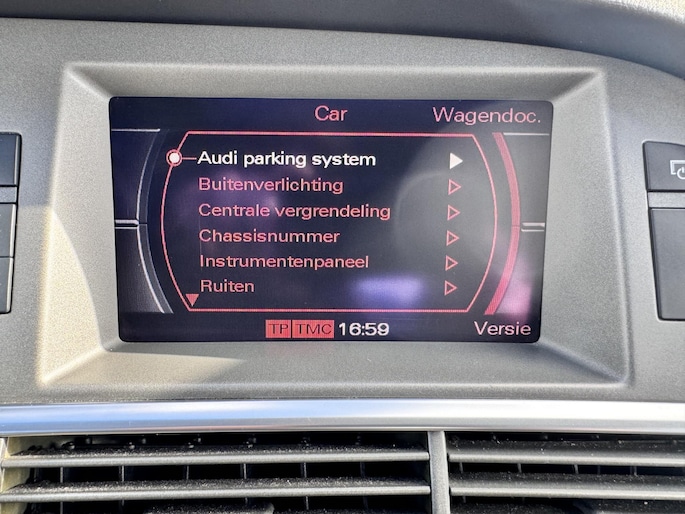 Car Wagendoc.
Audi parking system
Buitenverlichting
Centrale vergrendeling
Chassisnummer
Instrumentenpaneel
Ruiten
TP TMC 16:59 Versie